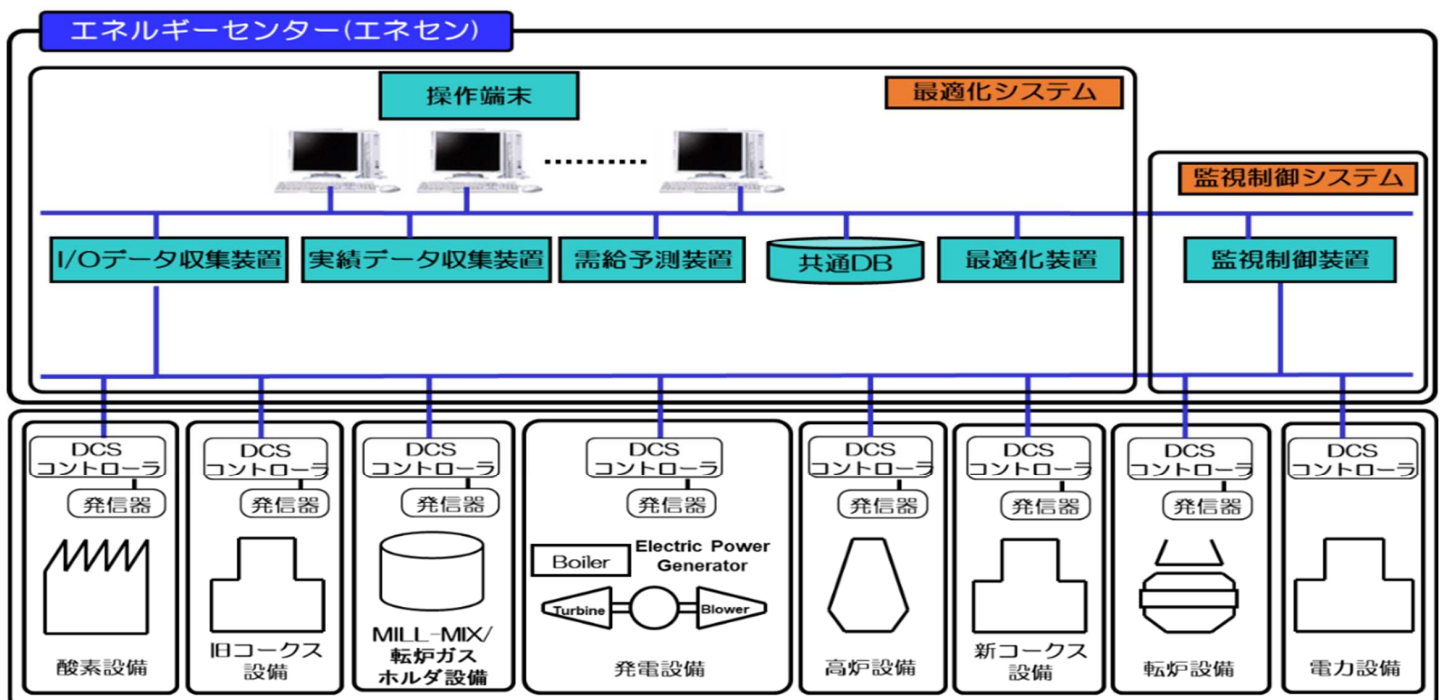 エネルギーセンター(エネセン)
操作端末
最適化システム
監視制御システム
I/Oデータ収集装置
実績データ収集装置
需給予測装置
共通DB
最適化装置
監視制御装置
DCS
コントローラ
発信器
酸素設備
DCS
コントローラ
発信器
旧コークス
設備
DCS
コントローラ
発信器
MILL-MIX/
転炉ガス
ホルダ設備
DCS
コントローラ
発信器
Boiler
Electric Power
Generator
Turbine
Blower
発電設備
DCS
コントローラ
発信器
高炉設備
DCS
コントローラ
発信器
新コークス
設備
DCS
コントローラ
発信器
転炉設備
DCS
コントローラ
電力設備